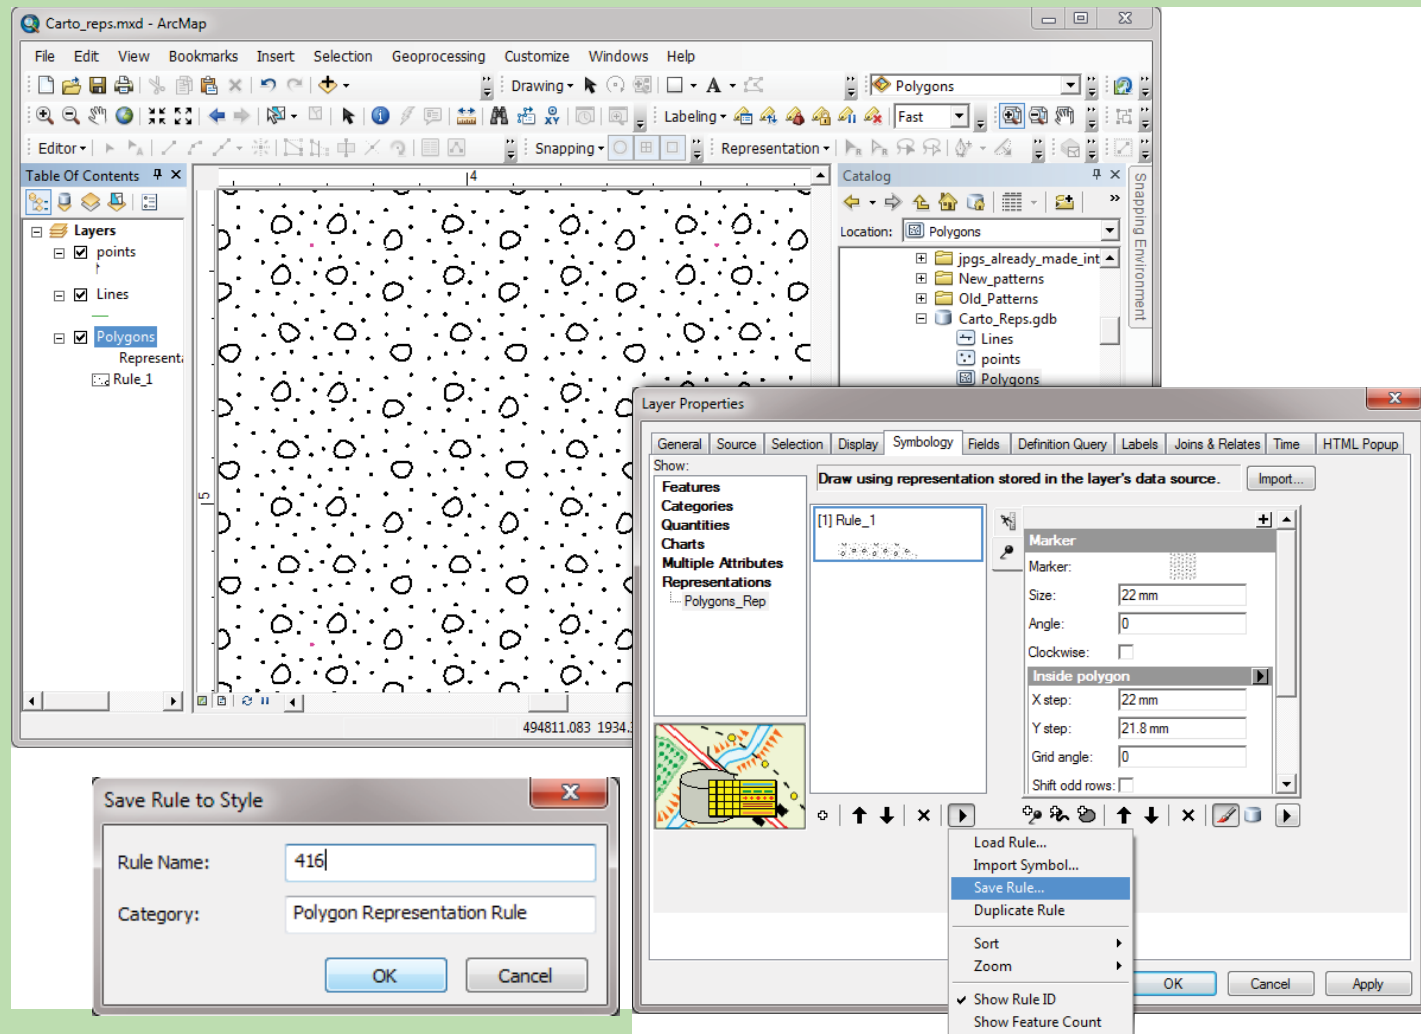 Carto_reps.mxd - ArcMap
File Edit View Bookmarks Insert Selection Geoprocessing Customize Windows Help
Drawing A Polygons
Labeling Fast
Editor Snapping Representation
Table Of Contents
Layers
points
Lines
Polygons
Represent
Rule_1
4
5
494811.083 1934.
Catalog
Location: Polygons
jpgs_already_made_int
New_patterns
Old_Patterns
Carto_Reps.gdb
Lines
points
Polygons
Snapping Environment
Layer Properties
General Source Selection Display Symbology Fields Definition Query Labels Joins & Relates Time HTML Popup
Show:
Features
Categories
Quantities
Charts
Multiple Attributes
Representations
Polygons_Rep
Draw using representation stored in the layer's data source. Import...
[1] Rule_1
Marker
Marker:
Size: 22 mm
Angle: 0
Clockwise:
Inside polygon
X step: 22 mm
Y step: 21.8 mm
Grid angle: 0
Shift odd rows:
Load Rule...
Import Symbol...
Save Rule...
Duplicate Rule
Sort
Zoom
Show Rule ID
Show Feature Count
OK Cancel Apply
Save Rule to Style
Rule Name: 416
Category: Polygon Representation Rule
OK Cancel